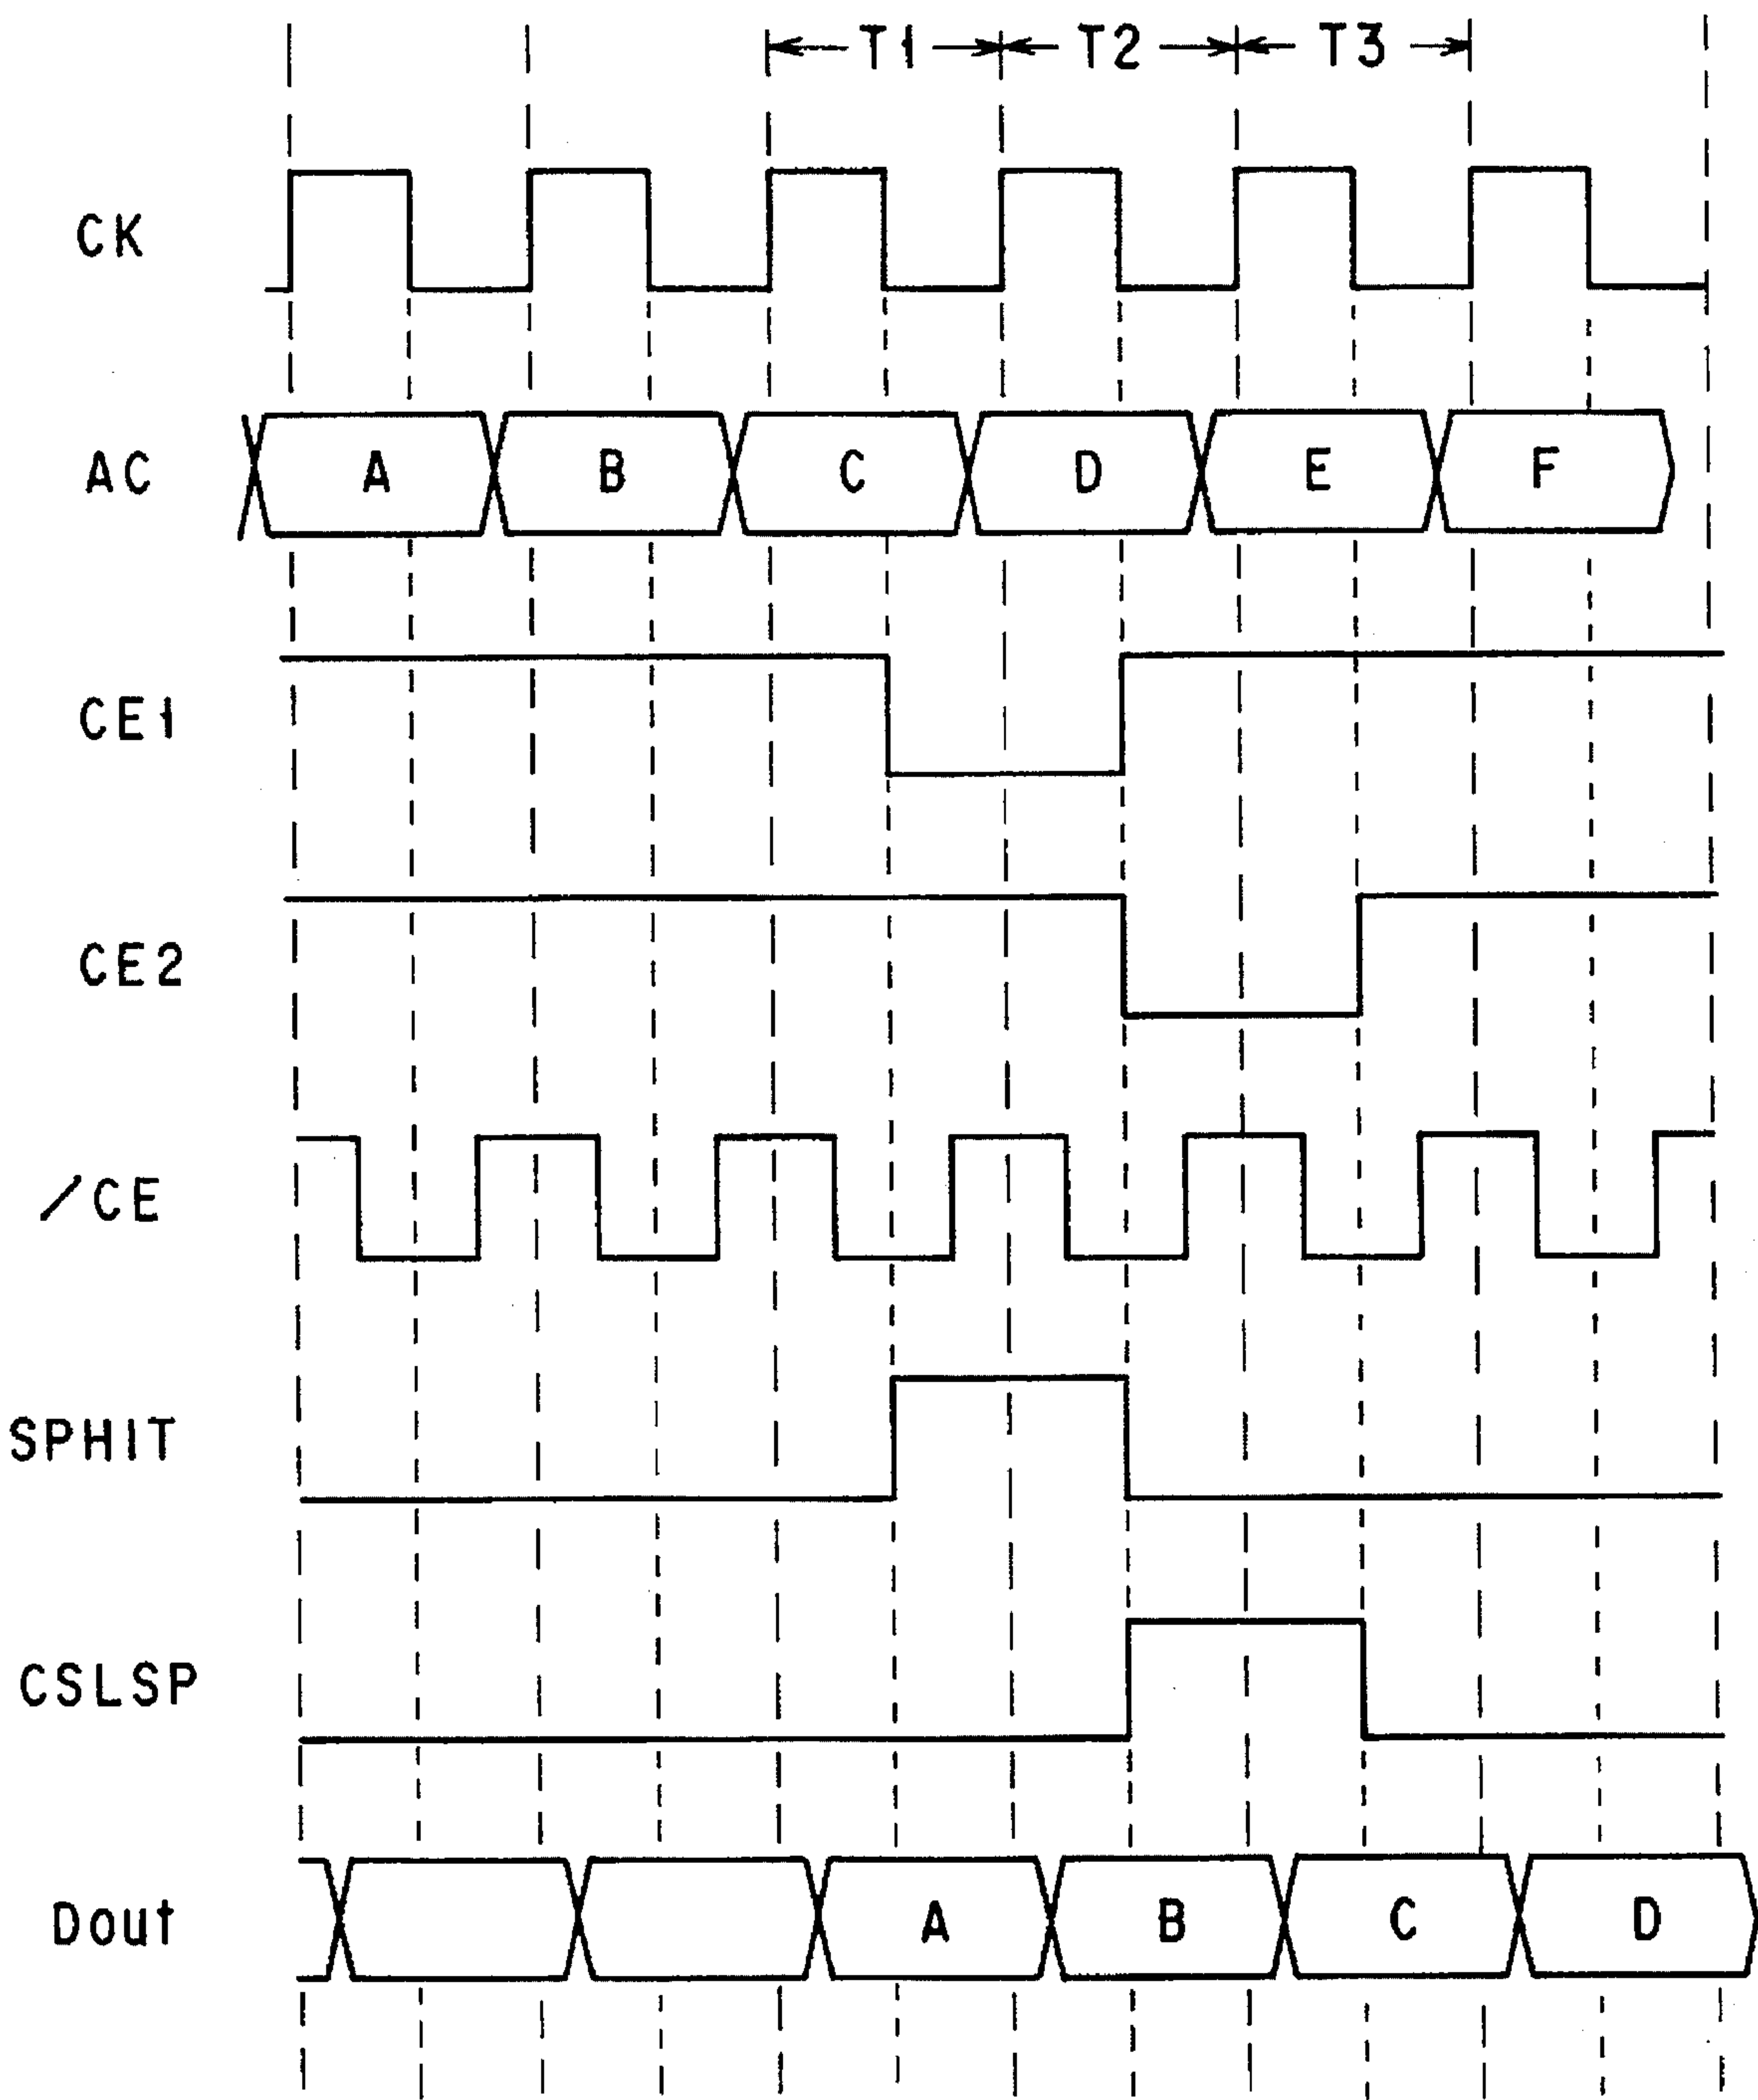 T1 T2 T3
CK
AC A B C D E F
CE1
CE2
/CE
SPHIT
CSLSP
Dout A B C D